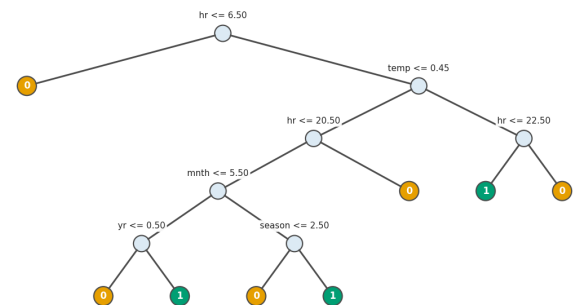 hr <= 6.50
0
temp <= 0.45
hr <= 20.50
hr <= 22.50
mnth <= 5.50
0
1
0
yr <= 0.50
season <= 2.50
0
1
0
1